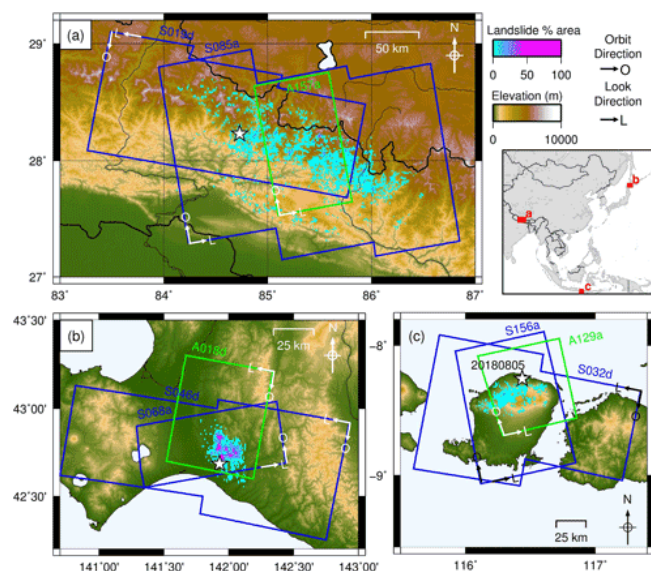 (a)
S019d
S085a
A157a
50 km
N
O
L
O
L
O
L
29°
28°
27°
83°
84°
85°
86°
87°
Landslide % area
0
50
100
Elevation (m)
0
10000
Orbit
Direction
O
Look
Direction
L
a
b
c
(b)
A018d
S046d
S068a
25 km
N
L
O
L
O
O
L
43°30'
43°00'
42°30'
141°00'
141°30'
142°00'
142°30'
143°00'
(c)
S156a
A129a
S032d
20180805
L
O
O
L
L
N
25 km
-8°
-9°
116°
117°